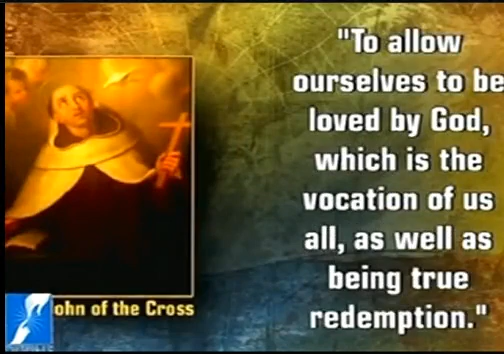 "To allow
ourselves to be
loved by God,
which is the
vocation of us
all, as well as
being true
redemption."
ohn of the Cross